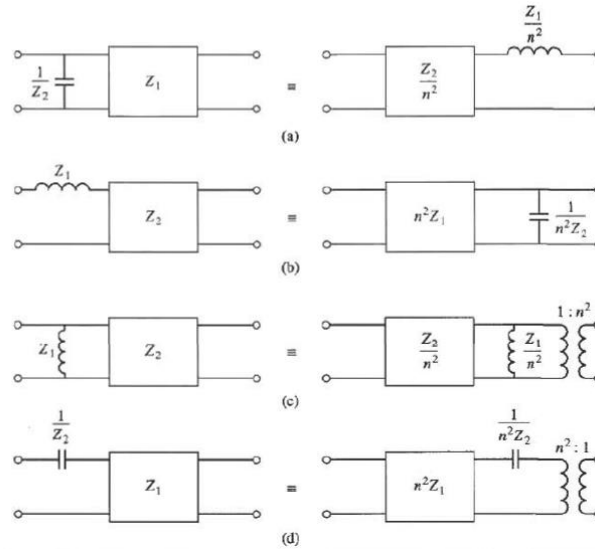 1/Z₂ Z₁ ≡ Z₂/n² Z₁/n²
(a)
Z₁ Z₂ ≡ n²Z₁ 1/n²Z₂
(b)
Z₁ Z₂ ≡ Z₂/n² Z₁/n² 1 : n²
(c)
1/Z₂ Z₁ ≡ n²Z₁ 1/n²Z₂ n² : 1
(d)